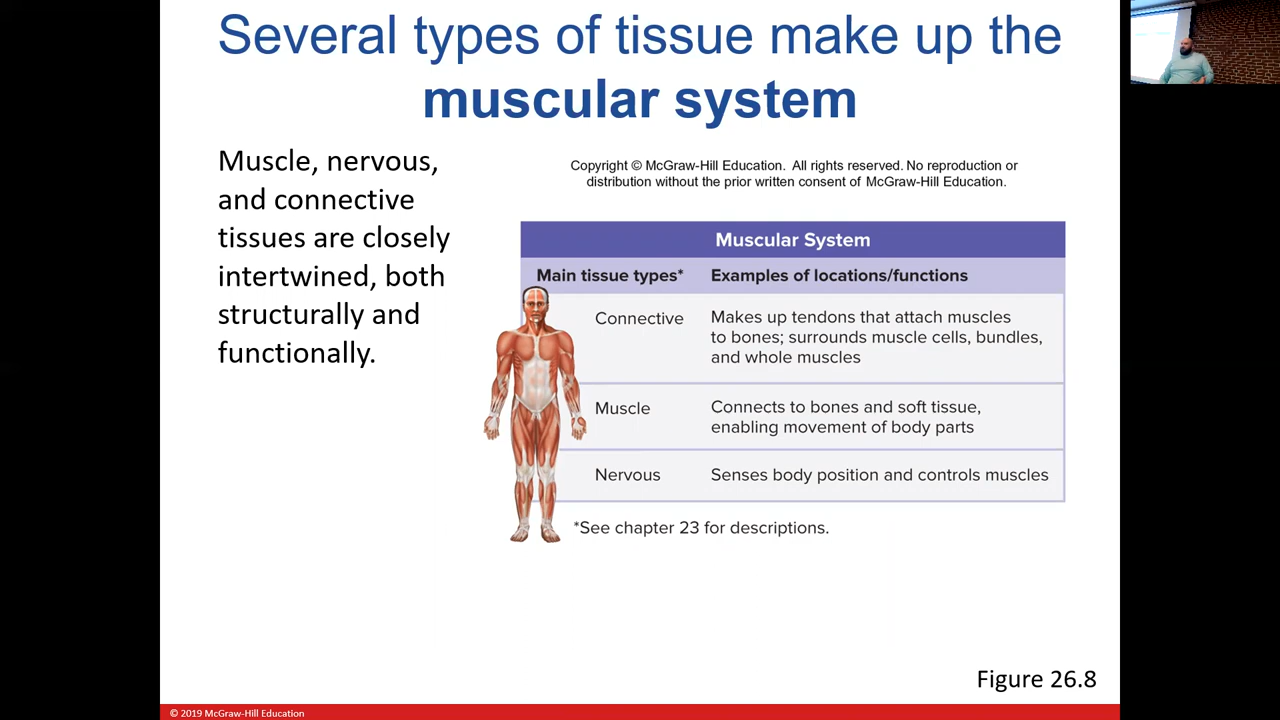 Several types of tissue make up the
muscular system
Muscle, nervous,
and connective
tissues are closely
intertwined, both
structurally and
functionally.
Copyright © McGraw-Hill Education.  All rights reserved. No reproduction or
distribution without the prior written consent of McGraw-Hill Education.
Muscular System
Main tissue types* Examples of locations/functions
Connective Makes up tendons that attach muscles
to bones; surrounds muscle cells, bundles,
and whole muscles
Muscle Connects to bones and soft tissue,
enabling movement of body parts
Nervous Senses body position and controls muscles
*See chapter 23 for descriptions.
Figure 26.8
© 2019 McGraw-Hill Education